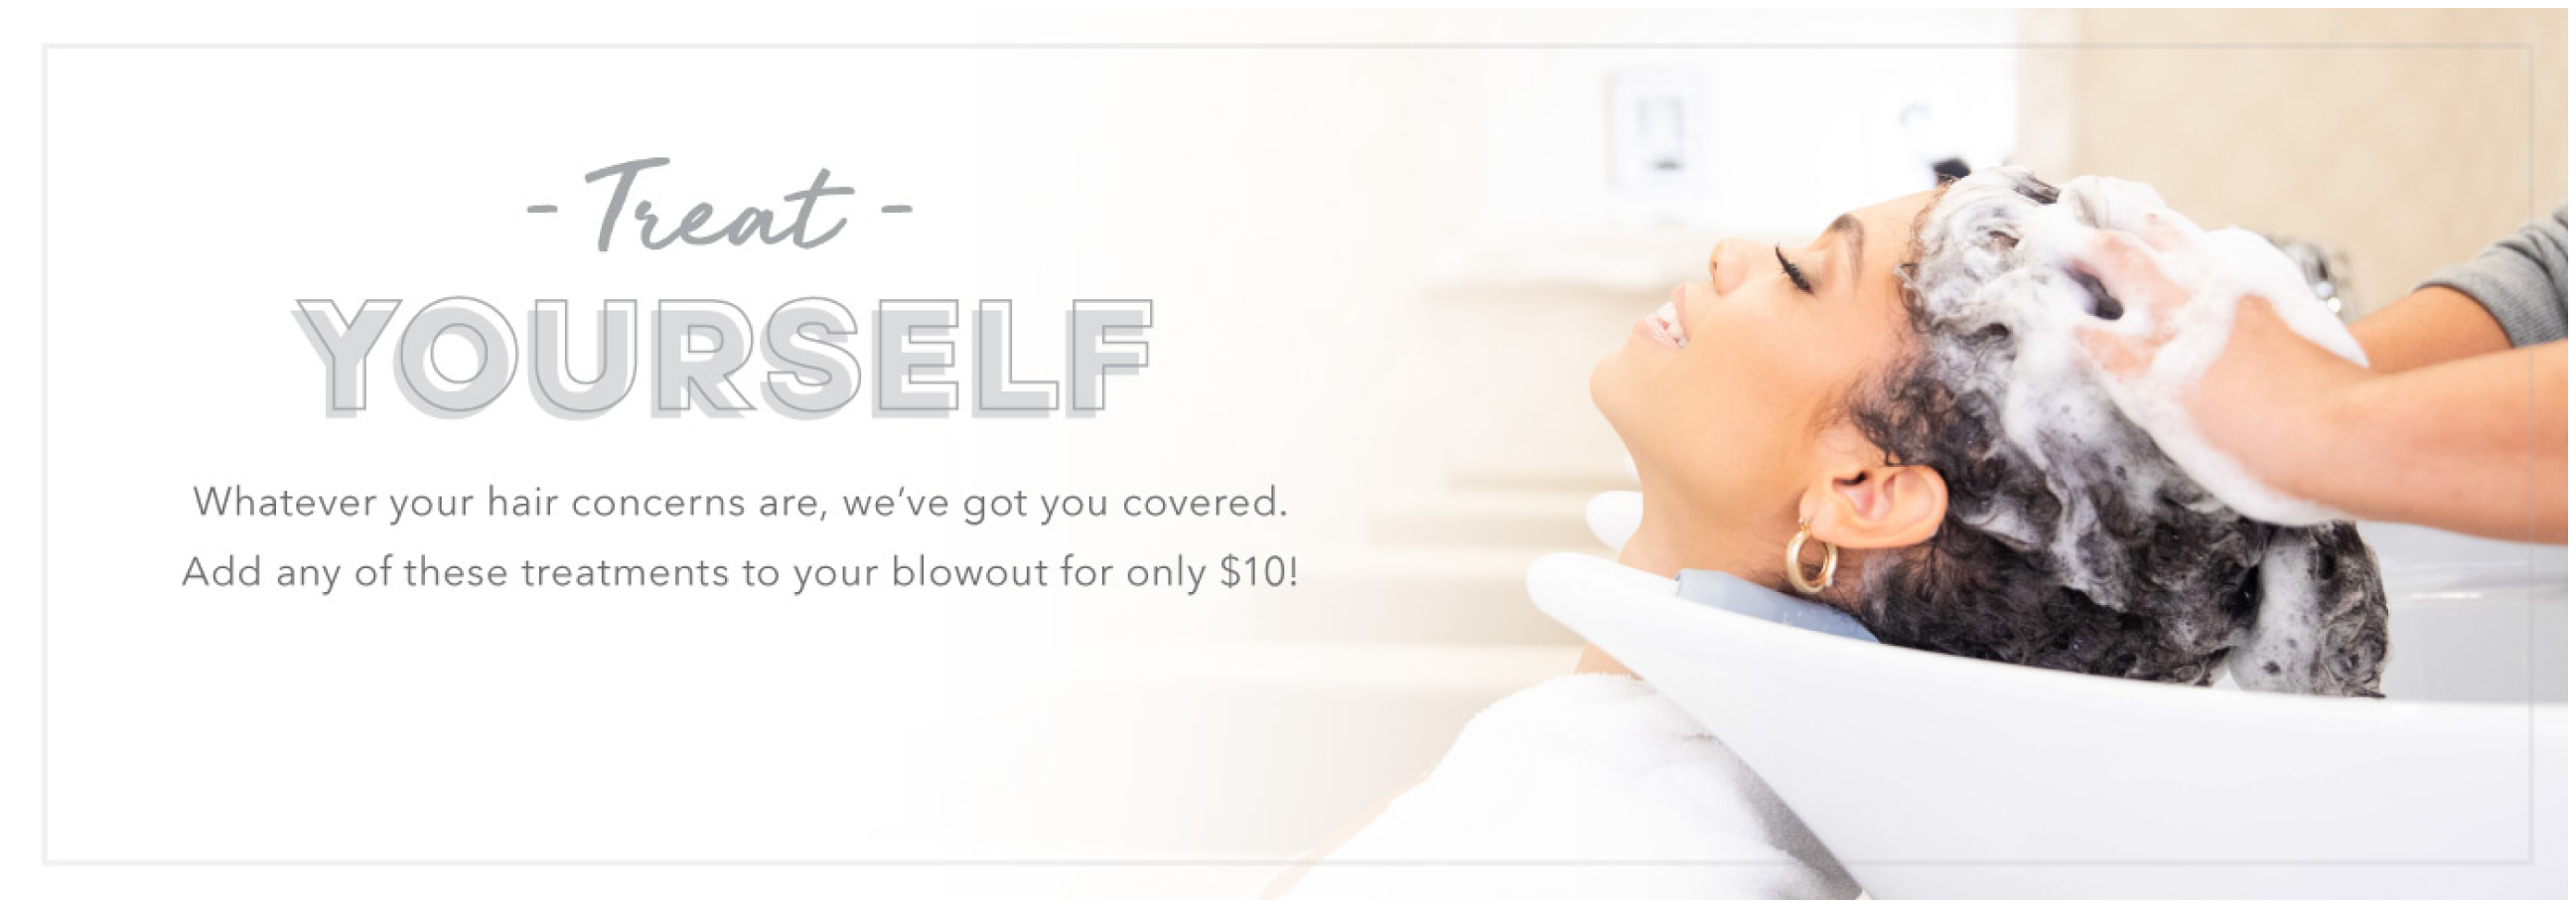 - Treat -
YOURSELF
Whatever your hair concerns are, we've got you covered.
Add any of these treatments to your blowout for only $10!